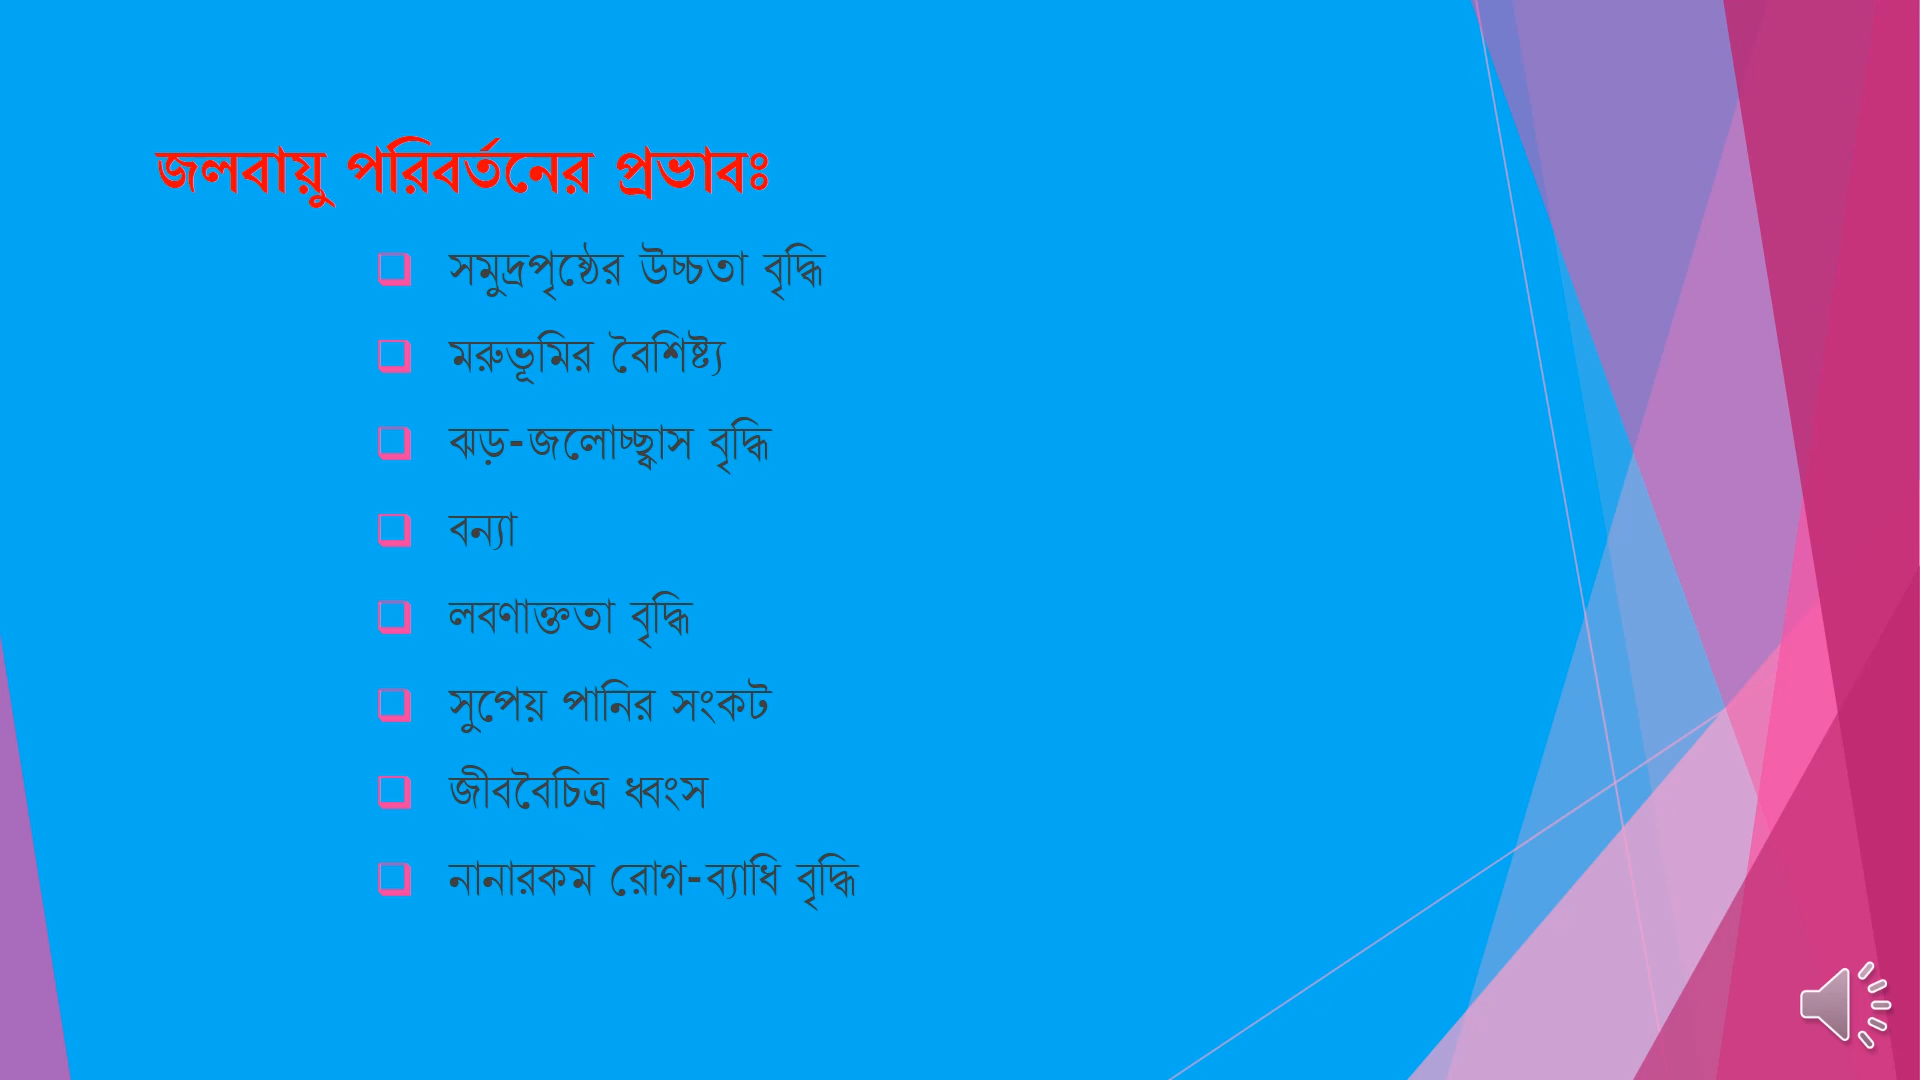 জলবায়ু পরিবর্তনের প্রভাবঃ
সমুদ্রপৃষ্ঠের উচ্চতা বৃদ্ধি
মরুভূমির বৈশিষ্ট্য
ঝড়-জলোচ্ছ্বাস বৃদ্ধি
বন্যা
লবণাক্ততা বৃদ্ধি
সুপেয় পানির সংকট
জীববৈচিত্র ধ্বংস
নানারকম রোগ-ব্যাধি বৃদ্ধি